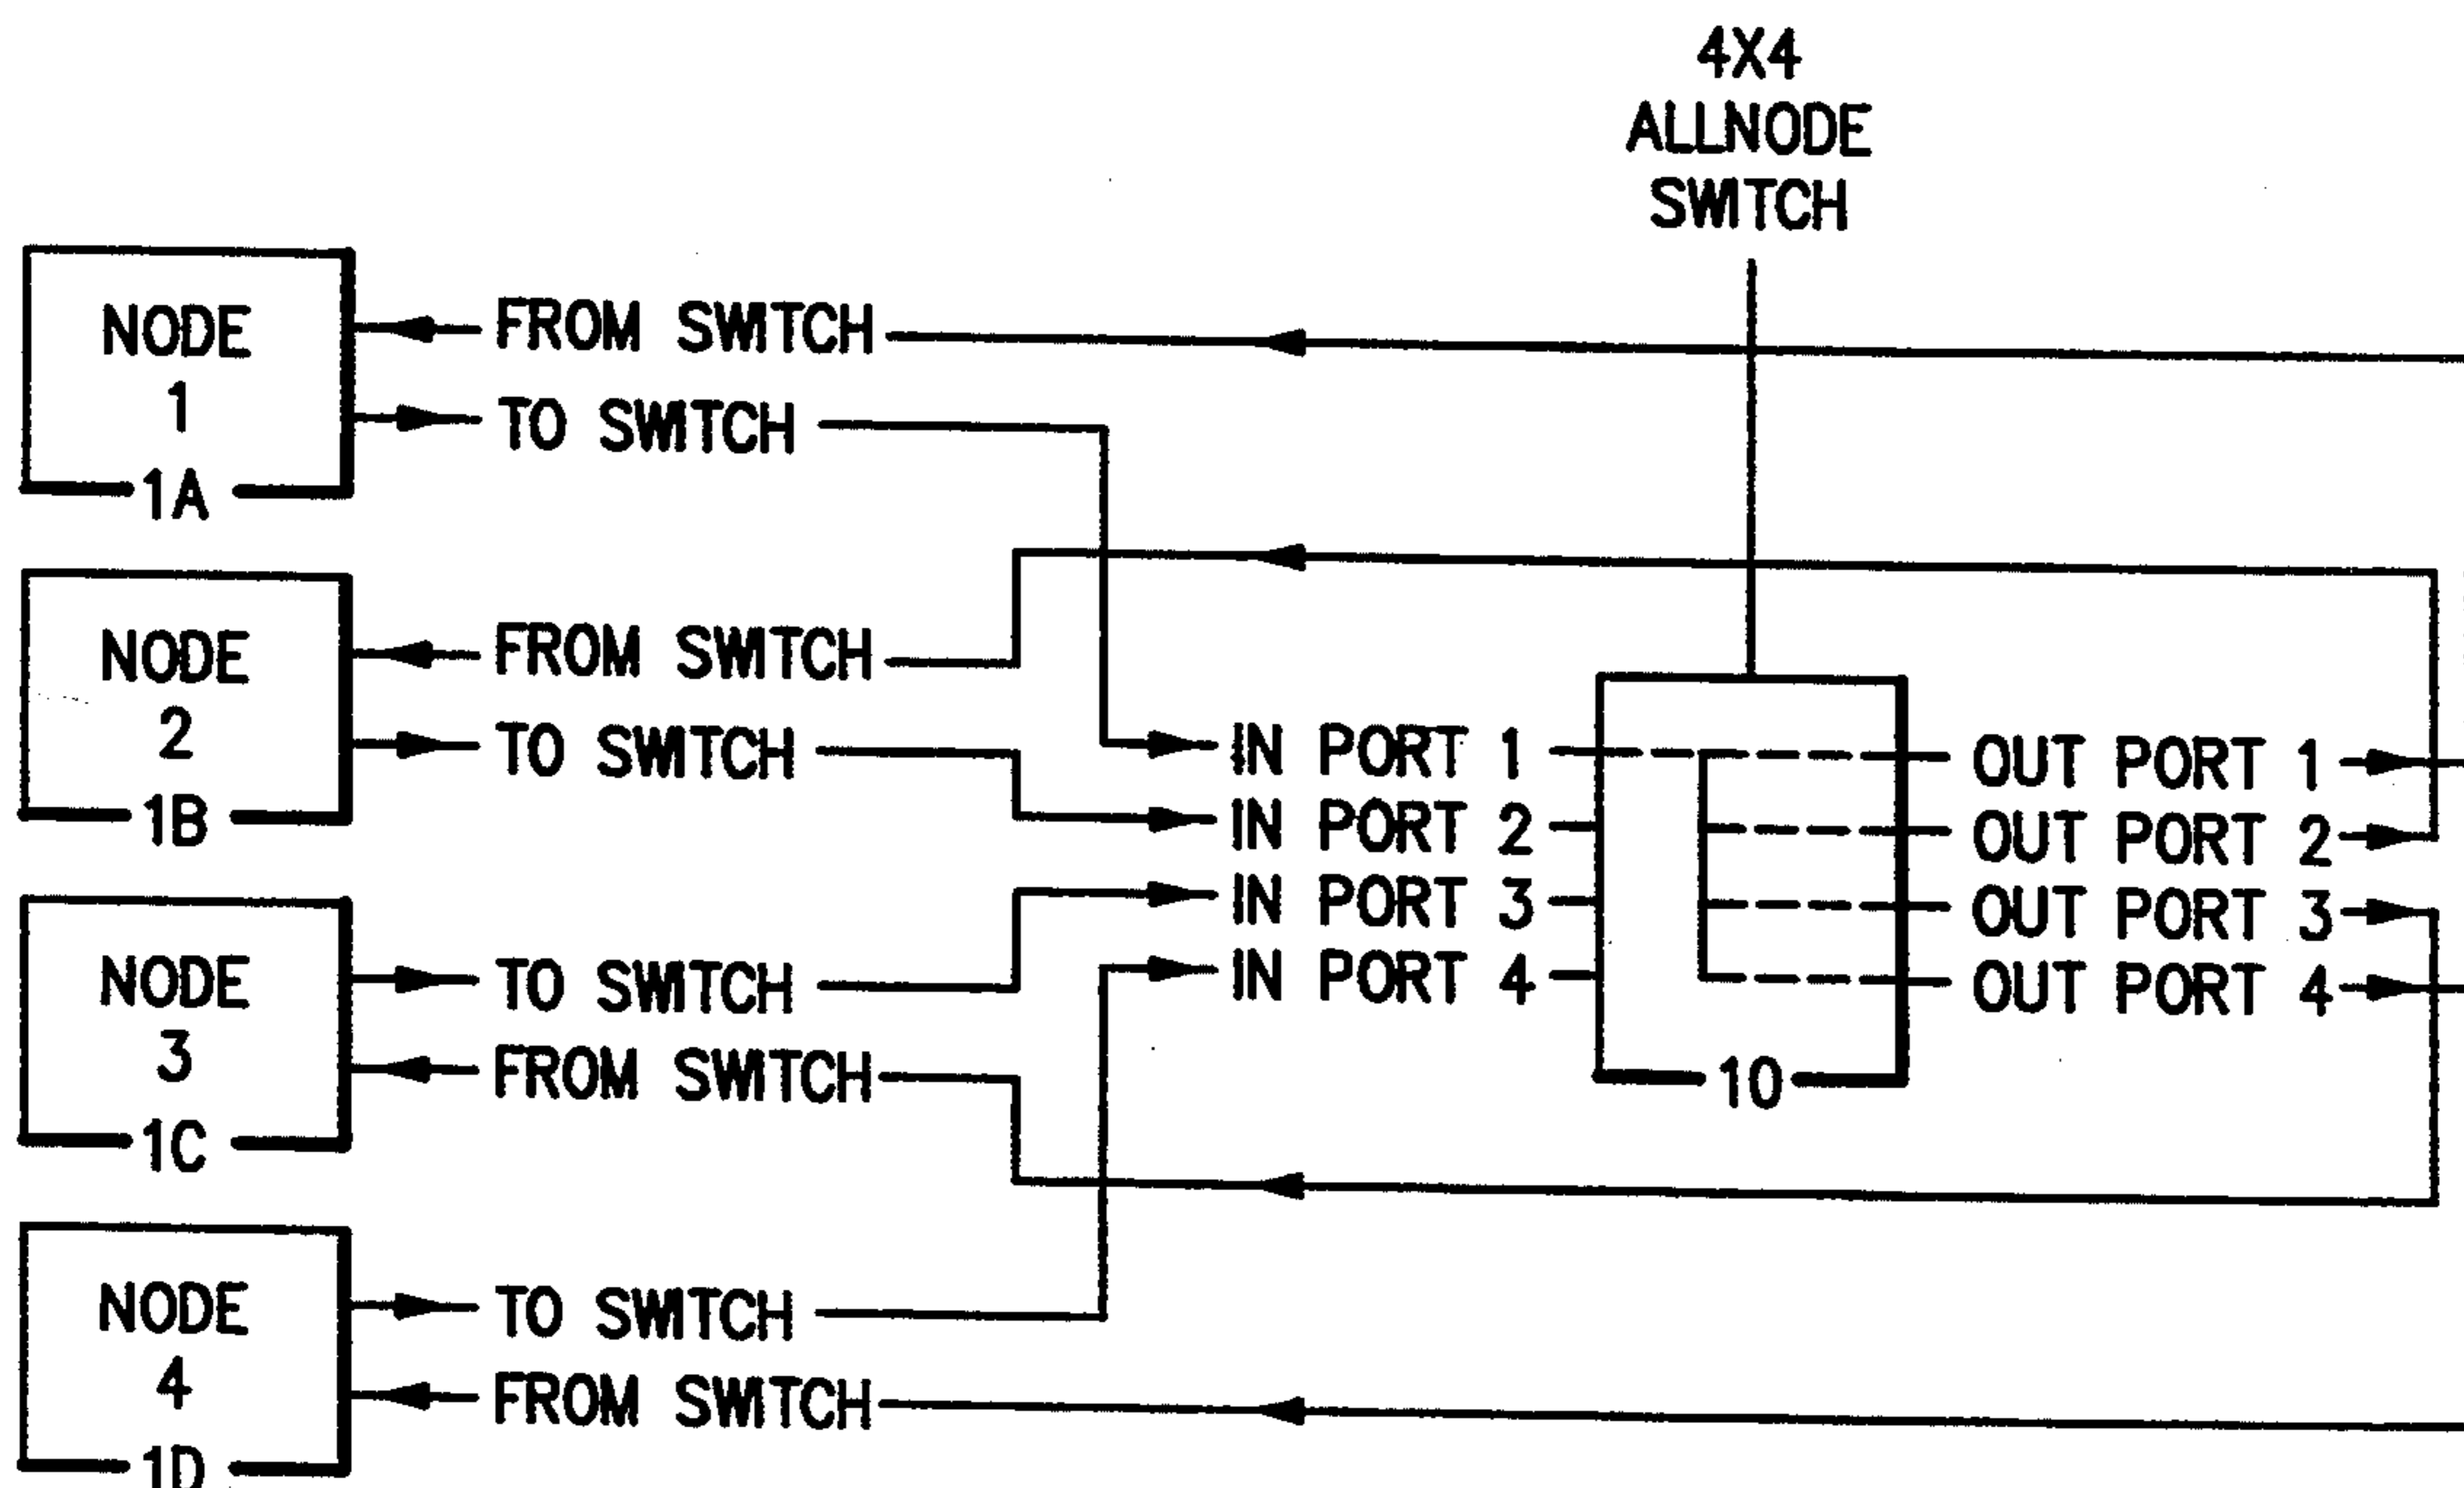 4X4
ALLNODE
SWITCH
NODE
1
1A
FROM SWITCH
TO SWITCH
NODE
2
1B
FROM SWITCH
TO SWITCH
NODE
3
1C
TO SWITCH
FROM SWITCH
NODE
4
1D
TO SWITCH
FROM SWITCH
IN PORT 1
IN PORT 2
IN PORT 3
IN PORT 4
10
OUT PORT 1
OUT PORT 2
OUT PORT 3
OUT PORT 4